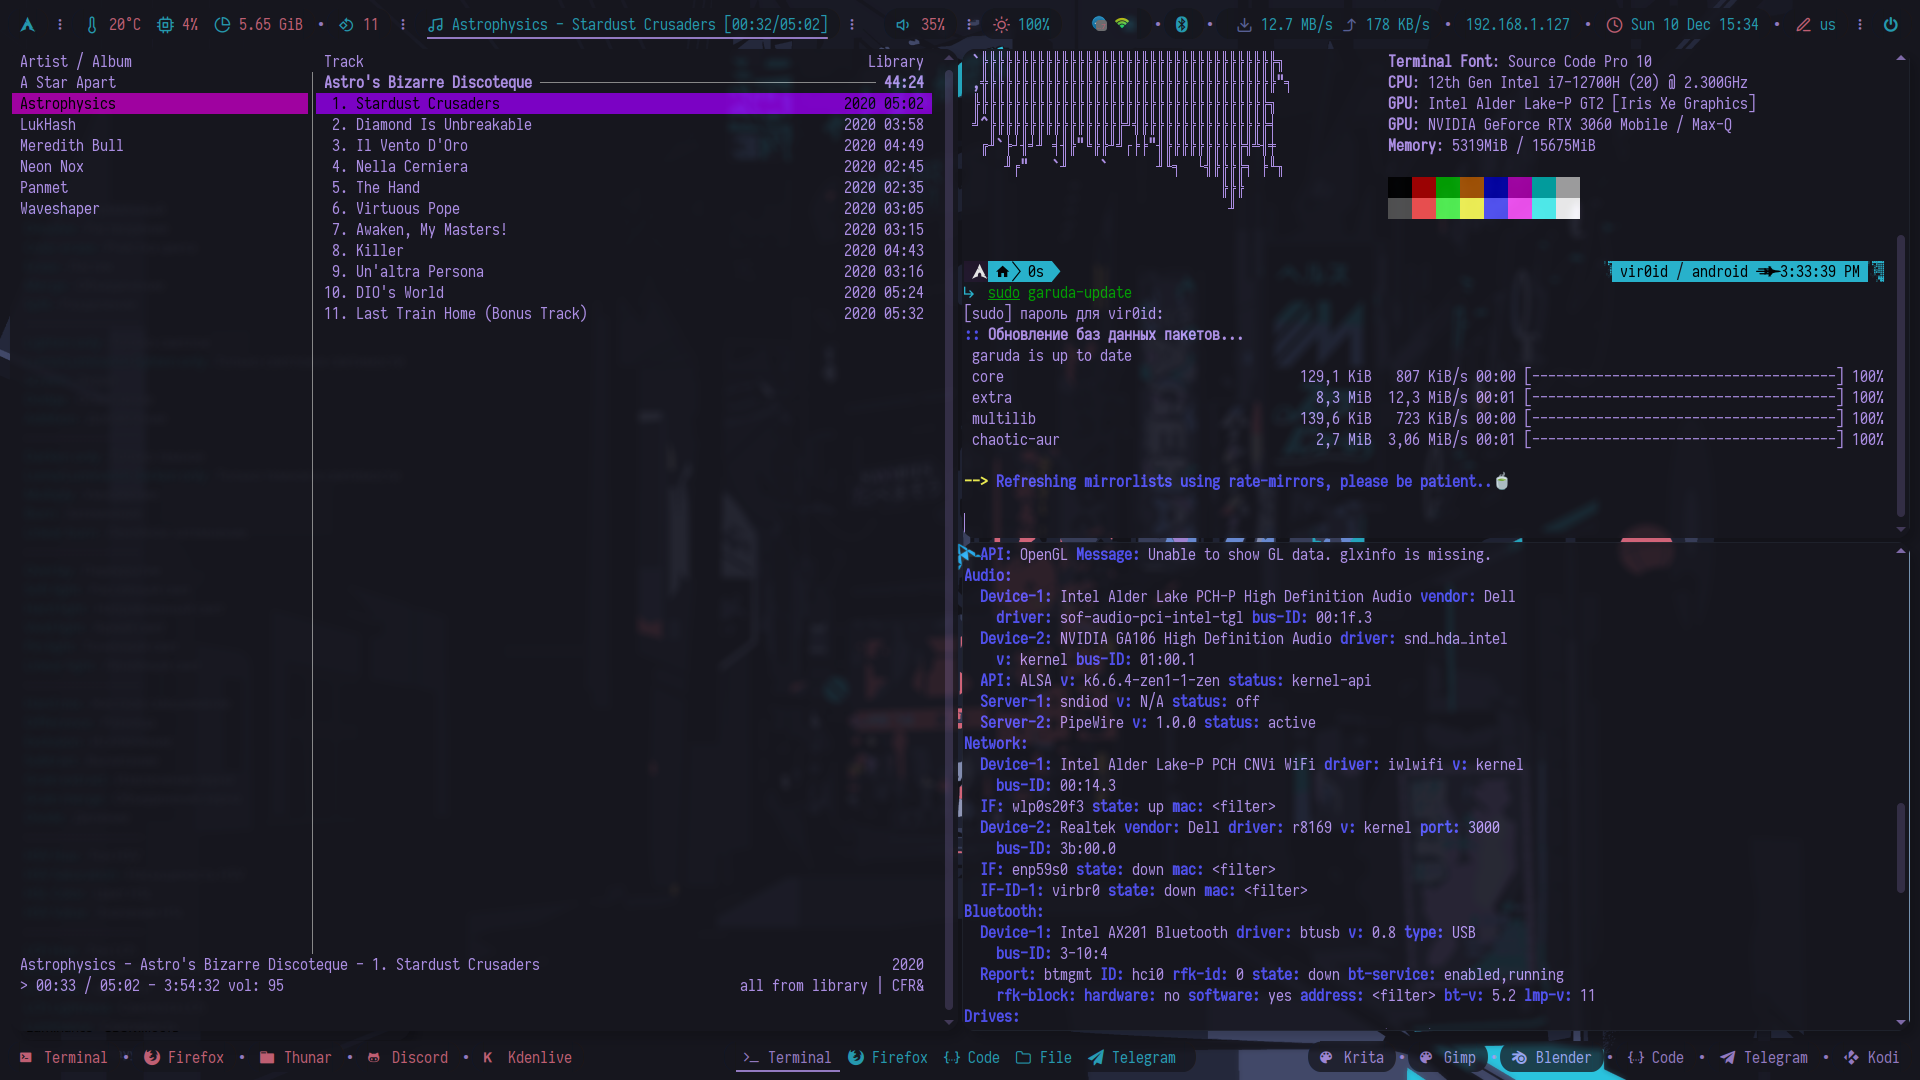 20°C 4% 5.65 GiB • 11 Astrophysics - Stardust Crusaders [00:32/05:02] 35% 100% • • 12.7 MB/s 178 KB/s • 192.168.1.127 • Sun 10 Dec 15:34 • us
Artist / Album
A Star Apart
Astrophysics
LukHash
Meredith Bull
Neon Nox
Panmet
Waveshaper
Track Library
Astro's Bizarre Discoteque 44:24
1. Stardust Crusaders 2020 05:02
2. Diamond Is Unbreakable 2020 03:58
3. Il Vento D'Oro 2020 04:49
4. Nella Cerniera 2020 02:45
5. The Hand 2020 02:35
6. Virtuous Pope 2020 03:05
7. Awaken, My Masters! 2020 03:15
8. Killer 2020 04:43
9. Un'altra Persona 2020 03:16
10. DIO's World 2020 05:24
11. Last Train Home (Bonus Track) 2020 05:32
Astrophysics - Astro's Bizarre Discoteque - 1. Stardust Crusaders 2020
> 00:33 / 05:02 - 3:54:32 vol: 95 all from library | CFR&
Terminal Font: Source Code Pro 10
CPU: 12th Gen Intel i7-12700H (20) @ 2.300GHz
GPU: Intel Alder Lake-P GT2 [Iris Xe Graphics]
GPU: NVIDIA GeForce RTX 3060 Mobile / Max-Q
Memory: 5319MiB / 15675MiB
0s vir0id / android 3:33:39 PM
sudo garuda-update
[sudo] пароль для vir0id:
:: Обновление баз данных пакетов...
garuda is up to date
core 129,1 KiB 807 KiB/s 00:00 [--------------------------------------] 100%
extra 8,3 MiB 12,3 MiB/s 00:01 [--------------------------------------] 100%
multilib 139,6 KiB 723 KiB/s 00:00 [--------------------------------------] 100%
chaotic-aur 2,7 MiB 3,06 MiB/s 00:01 [--------------------------------------] 100%
--> Refreshing mirrorlists using rate-mirrors, please be patient..🍵
API: OpenGL Message: Unable to show GL data. glxinfo is missing.
Audio:
Device-1: Intel Alder Lake PCH-P High Definition Audio vendor: Dell
driver: sof-audio-pci-intel-tgl bus-ID: 00:1f.3
Device-2: NVIDIA GA106 High Definition Audio driver: snd_hda_intel
v: kernel bus-ID: 01:00.1
API: ALSA v: k6.6.4-zen1-1-zen status: kernel-api
Server-1: sndiod v: N/A status: off
Server-2: PipeWire v: 1.0.0 status: active
Network:
Device-1: Intel Alder Lake-P PCH CNVi WiFi driver: iwlwifi v: kernel
bus-ID: 00:14.3
IF: wlp0s20f3 state: up mac: <filter>
Device-2: Realtek vendor: Dell driver: r8169 v: kernel port: 3000
bus-ID: 3b:00.0
IF: enp59s0 state: down mac: <filter>
IF-ID-1: virbr0 state: down mac: <filter>
Bluetooth:
Device-1: Intel AX201 Bluetooth driver: btusb v: 0.8 type: USB
bus-ID: 3-10:4
Report: btmgmt ID: hci0 rfk-id: 0 state: down bt-service: enabled,running
rfk-block: hardware: no software: yes address: <filter> bt-v: 5.2 lmp-v: 11
Drives:
Terminal • Firefox • Thunar • Discord • Kdenlive Terminal Firefox Code File Telegram Krita • Gimp • Blender • Code • Telegram • Kodi